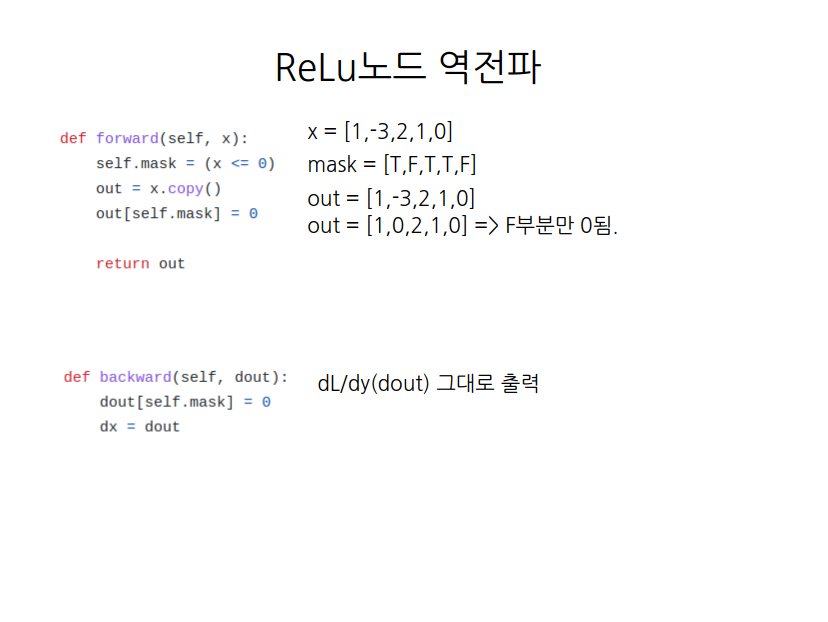 ReLu노드 역전파
def forward(self, x):
self.mask = (x <= 0)
out = x.copy()
out[self.mask] = 0
return out
x = [1,-3,2,1,0]
mask = [T,F,T,T,F]
out = [1,-3,2,1,0]
out = [1,0,2,1,0] => F부분만 0됨.
def backward(self, dout):
dout[self.mask] = 0
dx = dout
dL/dy(dout) 그대로 출력